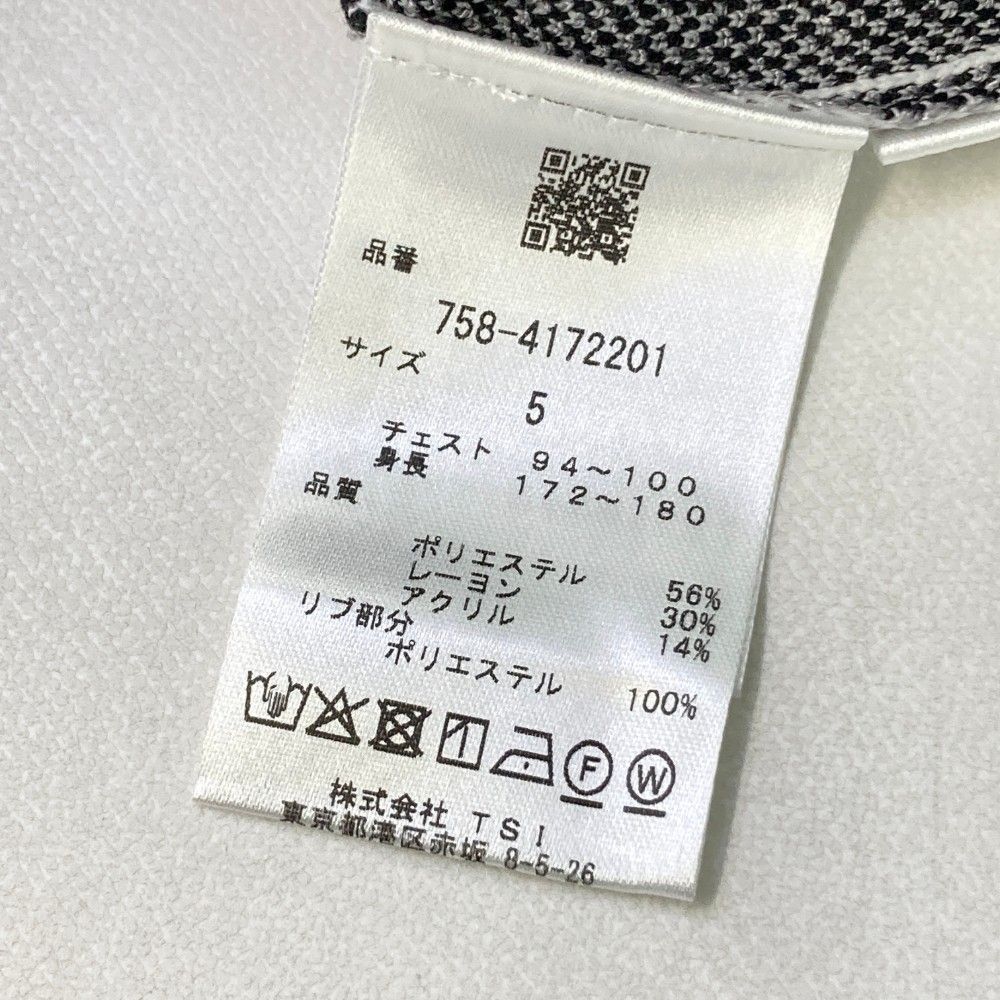 品番
758-4172201
サイズ
5
チェスト 94～100
身長 172～180
品質
ポリエステル 56%
レーヨン 30%
アクリル 14%
リブ部分
ポリエステル 100%
F W
株式会社 TSI
東京都港区赤坂 8-5-26